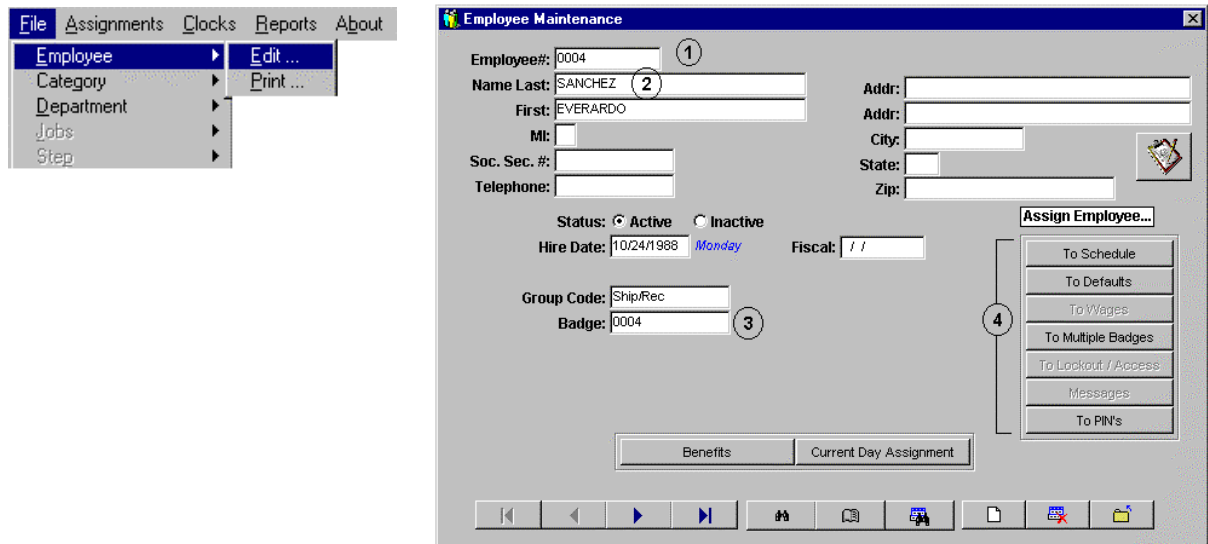 File Assignments Clocks Reports About
Employee Edit ...
Category Print ...
Department
Jobs
Step
Employee Maintenance
Employee#: 0004 1
Name Last: SANCHEZ 2
First: EVERARDO
MI:
Soc. Sec. #:
Telephone:
Addr:
Addr:
City:
State:
Zip:
Status: Active Inactive
Hire Date: 10/24/1988 Monday Fiscal: / /
Group Code: Ship/Rec
Badge: 0004 3
Assign Employee...
4
To Schedule
To Defaults
To Wages
To Multiple Badges
To Lockout / Access
Messages
To PIN's
Benefits Current Day Assignment